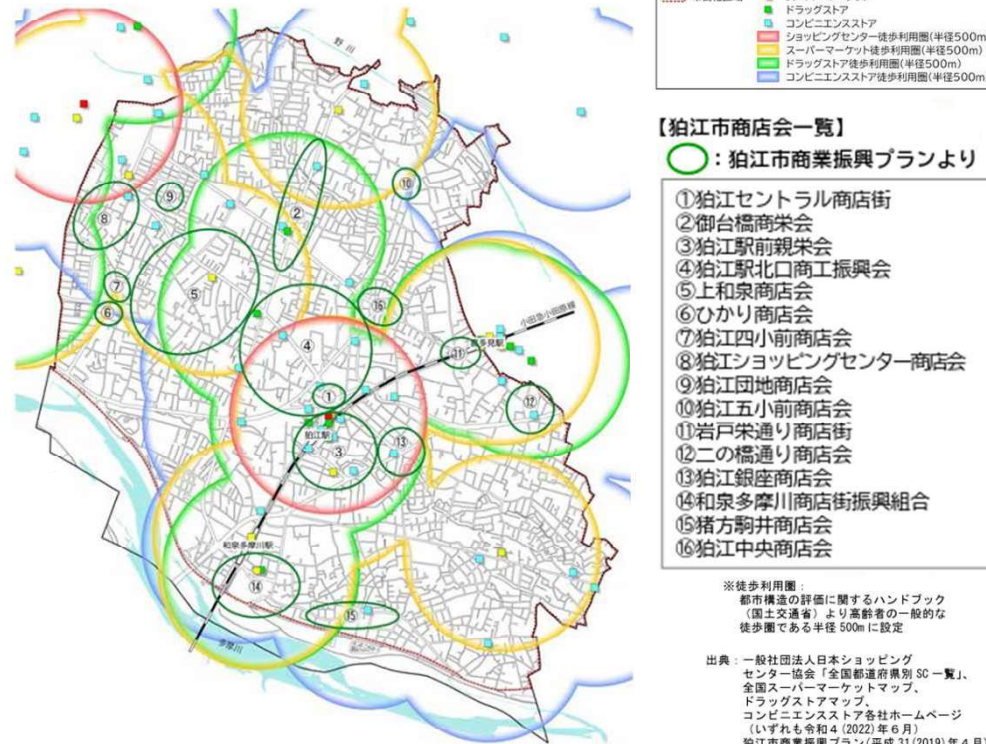 ドラッグストア
コンビニエンスストア
ショッピングセンター徒歩利用圏(半径500m
スーパーマーケット徒歩利用圏(半径500m)
ドラッグストア徒歩利用圏(半径500m)
コンビニエンスストア徒歩利用圏(半径500m
【狛江市商店会一覧】
：狛江市商業振興プランより
①狛江セントラル商店街
②御台橋商栄会
③狛江駅前親栄会
④狛江駅北口商工振興会
⑤上和泉商店会
⑥ひかり商店会
⑦狛江四小前商店会
⑧狛江ショッピングセンター商店会
⑨狛江団地商店会
⑩狛江五小前商店会
⑪岩戸栄通り商店街
⑫二の橋通り商店会
⑬狛江銀座商店会
⑭和泉多摩川商店街振興組合
⑮猪方駒井商店会
⑯狛江中央商店会
※徒歩利用圏：
都市構造の評価に関するハンドブック
（国土交通省）より高齢者の一般的な
徒歩圏である半径 500m に設定
出典：一般社団法人日本ショッピング
センター協会「全国都道府県別 SC 一覧」、
全国スーパーマーケットマップ、
ドラッグストアマップ、
コンビニエンスストア各社ホームページ
（いずれも令和 4 (2022) 年 6 月）
狛江市商業振興プラン(平成 31(2019)年 4 月)
野川
⑩
⑨
②
⑧
⑦
⑤
⑯
⑥
小田急小田原線
喜多見駅
④
⑪
①
⑫
狛江駅
⑬
③
和泉多摩川駅
⑭
⑮
多摩川